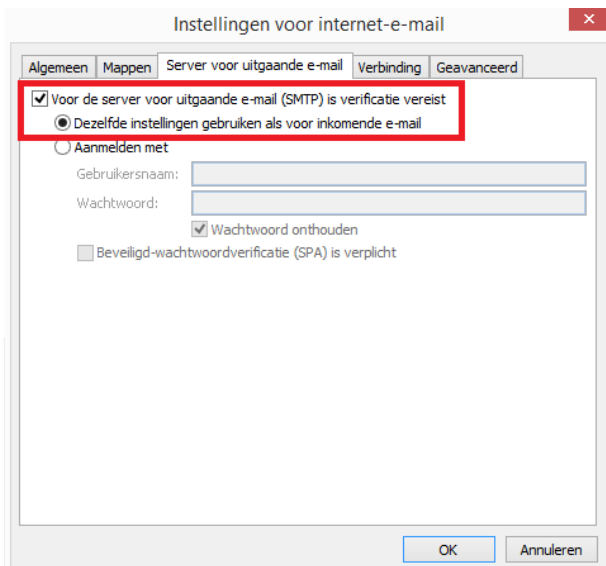 Instellingen voor internet-e-mail
Algemeen Mappen Server voor uitgaande e-mail Verbinding Geavanceerd
Voor de server voor uitgaande e-mail (SMTP) is verificatie vereist
Dezelfde instellingen gebruiken als voor inkomende e-mail
Aanmelden met
Gebruikersnaam:
Wachtwoord:
Wachtwoord onthouden
Beveiligd-wachtwoordverificatie (SPA) is verplicht
OK Annuleren